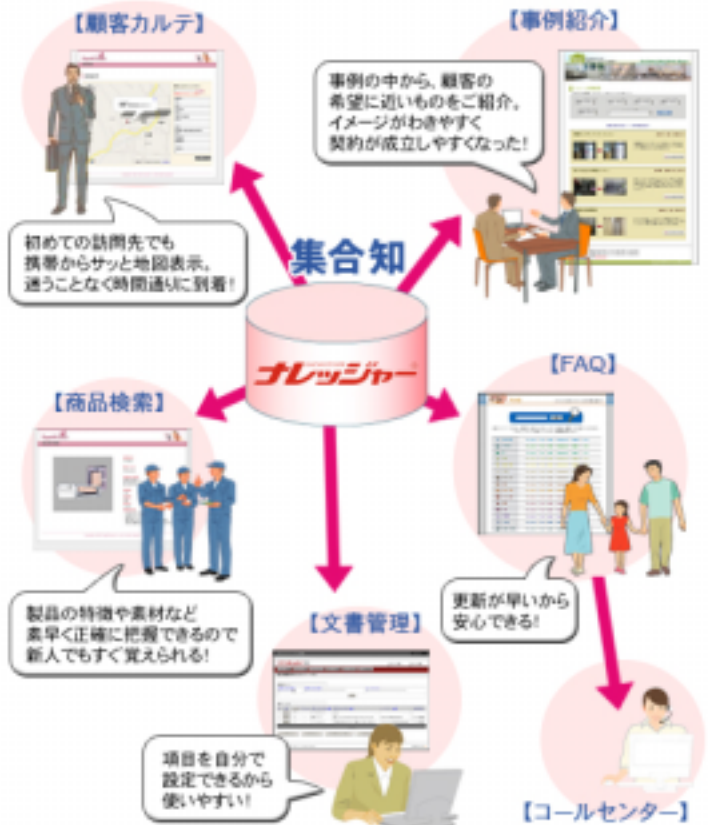 【顧客カルテ】
【事例紹介】
事例の中から、顧客の
希望に近いものをご紹介。
イメージがわきやすく
契約が成立しやすくなった!
初めての訪問先でも
携帯からサッと地図表示。
迷うことなく時間通りに到着!
集合知
ナレッジャー
【商品検索】
【FAQ】
製品の特徴や素材など
素早く正確に把握できるので
新人でもすぐ覚えられる!
更新が早いから
安心できる!
【文書管理】
項目を自分で
設定できるから
使いやすい!
【コールセンター】